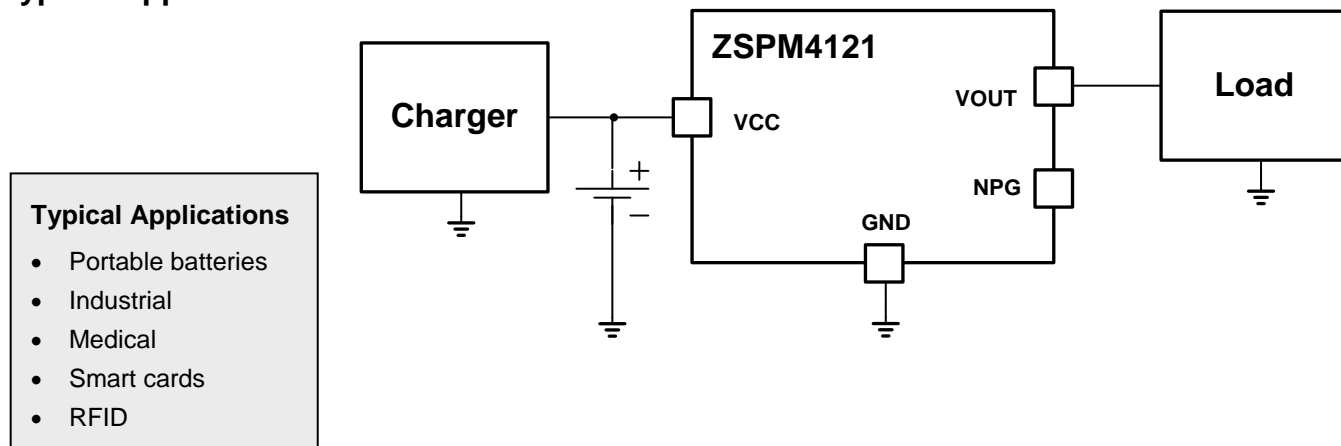 ZSPM4121
Charger
VCC
VOUT
Load
NPG
GND
+
−
Typical Applications
• Portable batteries
• Industrial
• Medical
• Smart cards
• RFID